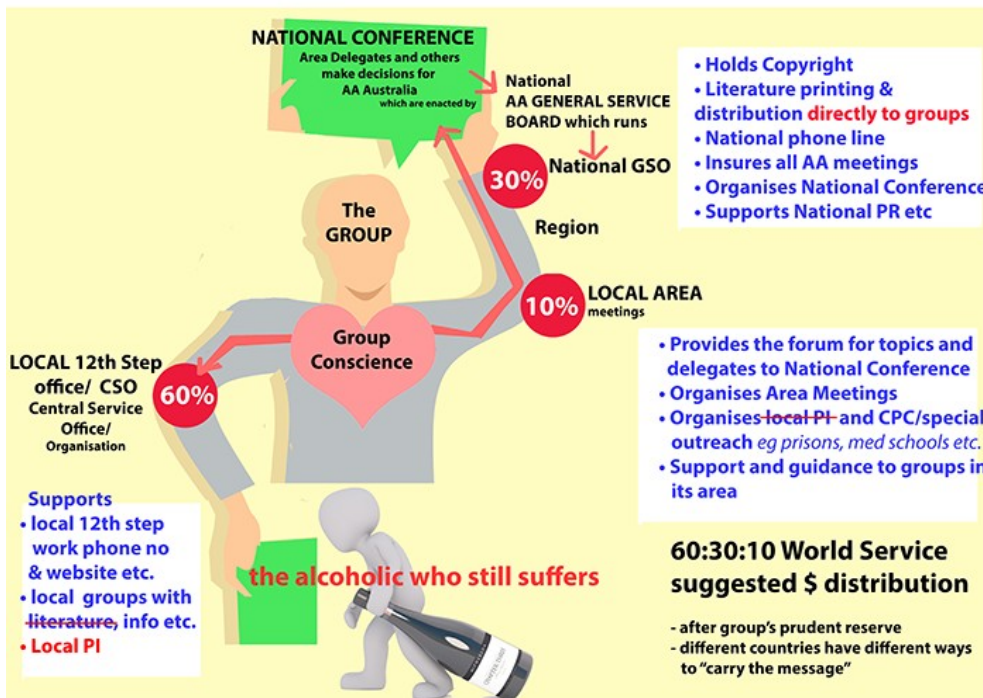 NATIONAL CONFERENCE
Area Delegates and others
make decisions for
AA Australia
which are enacted by
National
AA GENERAL SERVICE
BOARD which runs
30%
National GSO
Region
10%
LOCAL AREA
meetings
The
GROUP
Group
Conscience
LOCAL 12th Step
office/ CSO
Central Service
Office/
Organisation
60%
• Holds Copyright
• Literature printing &
distribution directly to groups
• National phone line
• Insures all AA meetings
• Organises National Conference
• Supports National PR etc
• Provides the forum for topics and
delegates to National Conference
• Organises Area Meetings
• Organises local PI and CPC/special
outreach eg prisons, med schools etc.
• Support and guidance to groups in
its area
Supports
• local 12th step
work phone no
& website etc.
• local groups with
literature, info etc.
• Local PI
the alcoholic who still suffers
60:30:10 World Service
suggested $ distribution
- after group's prudent reserve
- different countries have different ways
to "carry the message"